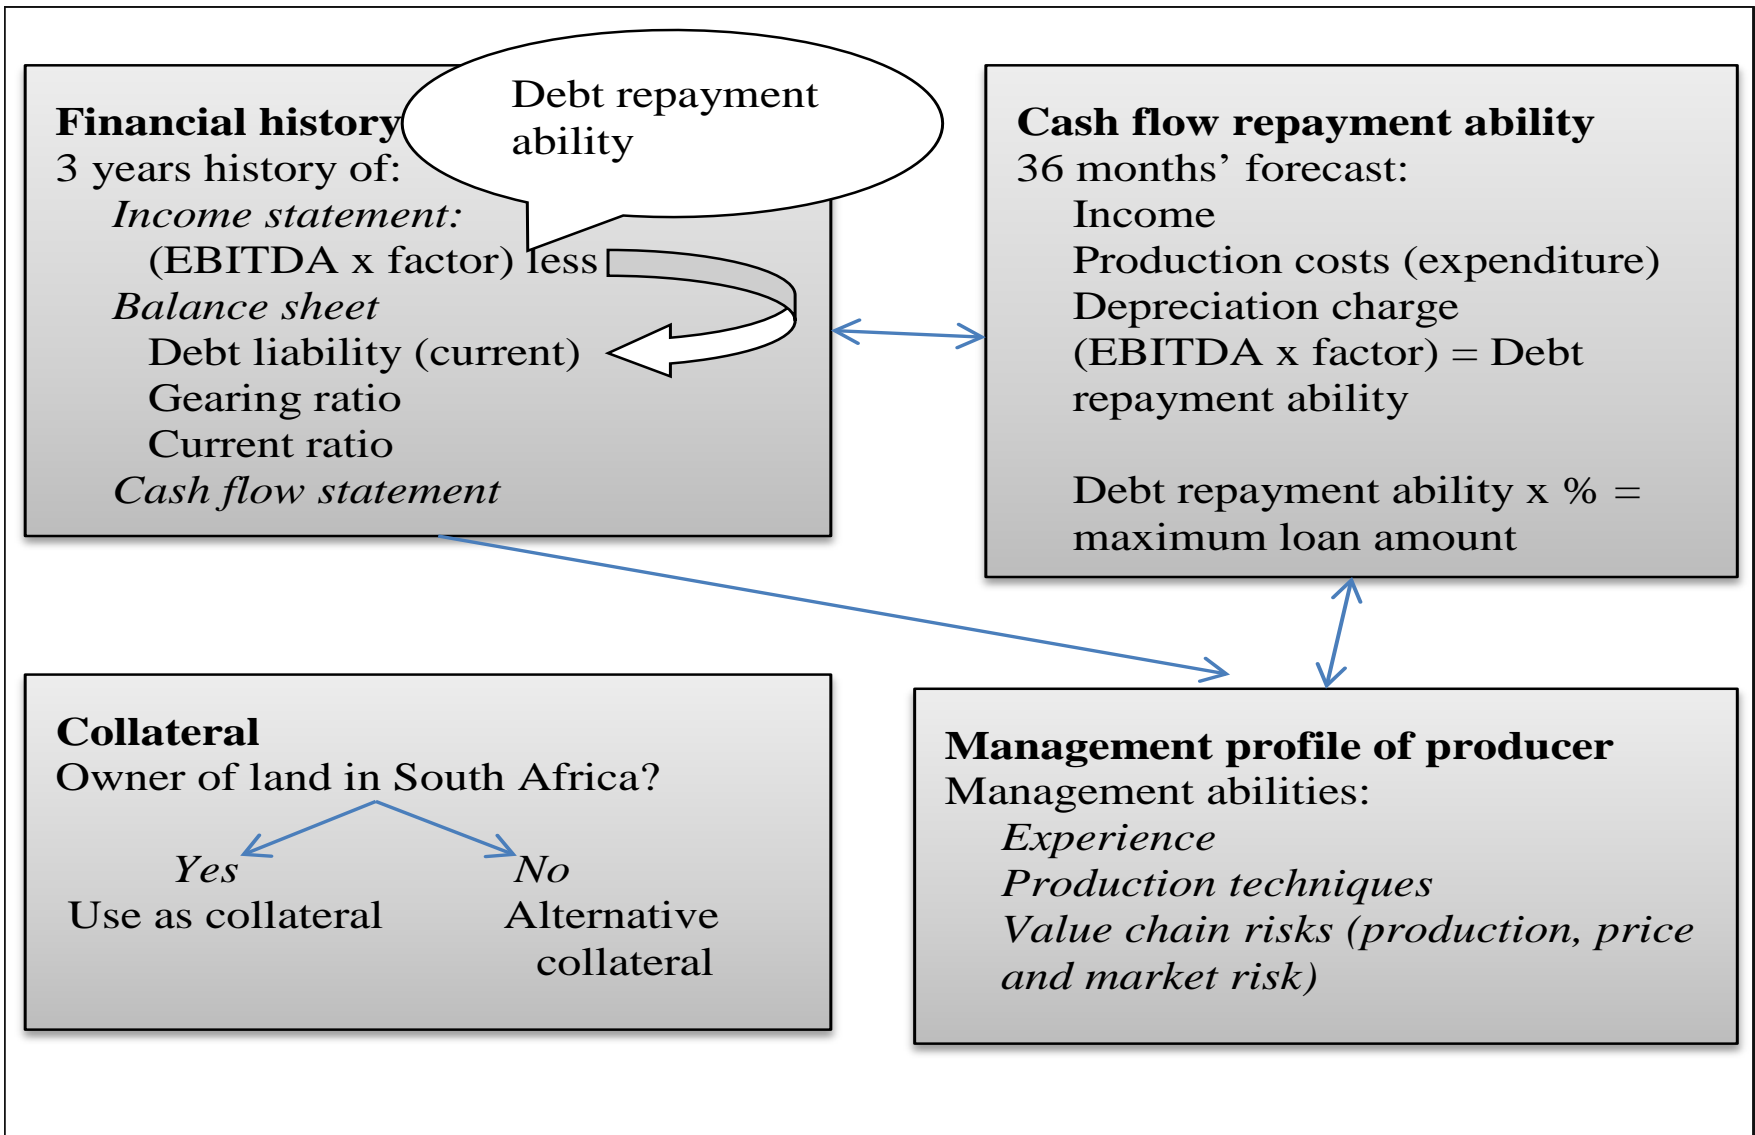 Financial history
3 years history of:
Income statement:
(EBITDA x factor) less
Balance sheet
Debt liability (current)
Gearing ratio
Current ratio
Cash flow statement
Debt repayment
ability
Cash flow repayment ability
36 months’ forecast:
Income
Production costs (expenditure)
Depreciation charge
(EBITDA x factor) = Debt
repayment ability
Debt repayment ability x % =
maximum loan amount
Collateral
Owner of land in South Africa?
Yes No
Use as collateral Alternative
collateral
Management profile of producer
Management abilities:
Experience
Production techniques
Value chain risks (production, price
and market risk)